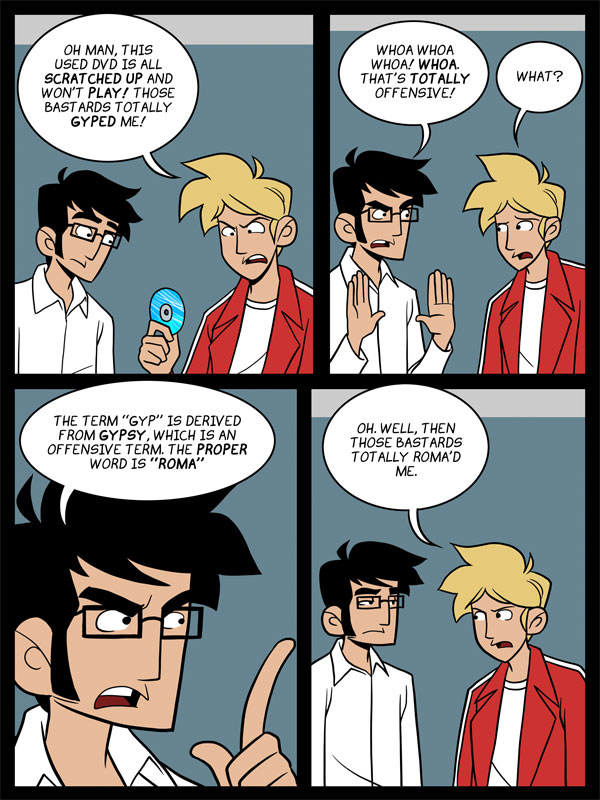 OH MAN, THIS
USED DVD IS ALL
SCRATCHED UP AND
WON'T PLAY! THOSE
BASTARDS TOTALLY
GYPED ME!
WHOA WHOA
WHOA! WHOA.
THAT'S TOTALLY
OFFENSIVE!
WHAT?
THE TERM "GYP" IS DERIVED
FROM GYPSY, WHICH IS AN
OFFENSIVE TERM. THE PROPER
WORD IS "ROMA"
OH. WELL, THEN
THOSE BASTARDS
TOTALLY ROMA'D
ME.